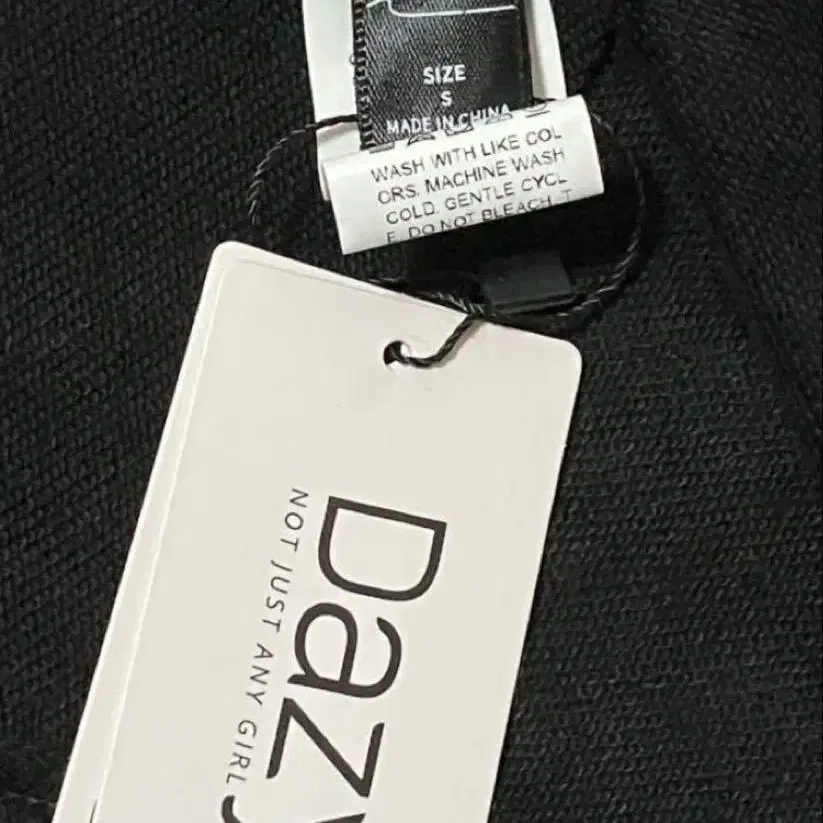 SIZE
S
MADE IN CHINA
WASH WITH LIKE COL
ORS. MACHINE WASH
COLD. GENTLE CYCL
E. DO NOT BLEACH. T
Dazy
NOT JUST ANY GIRL